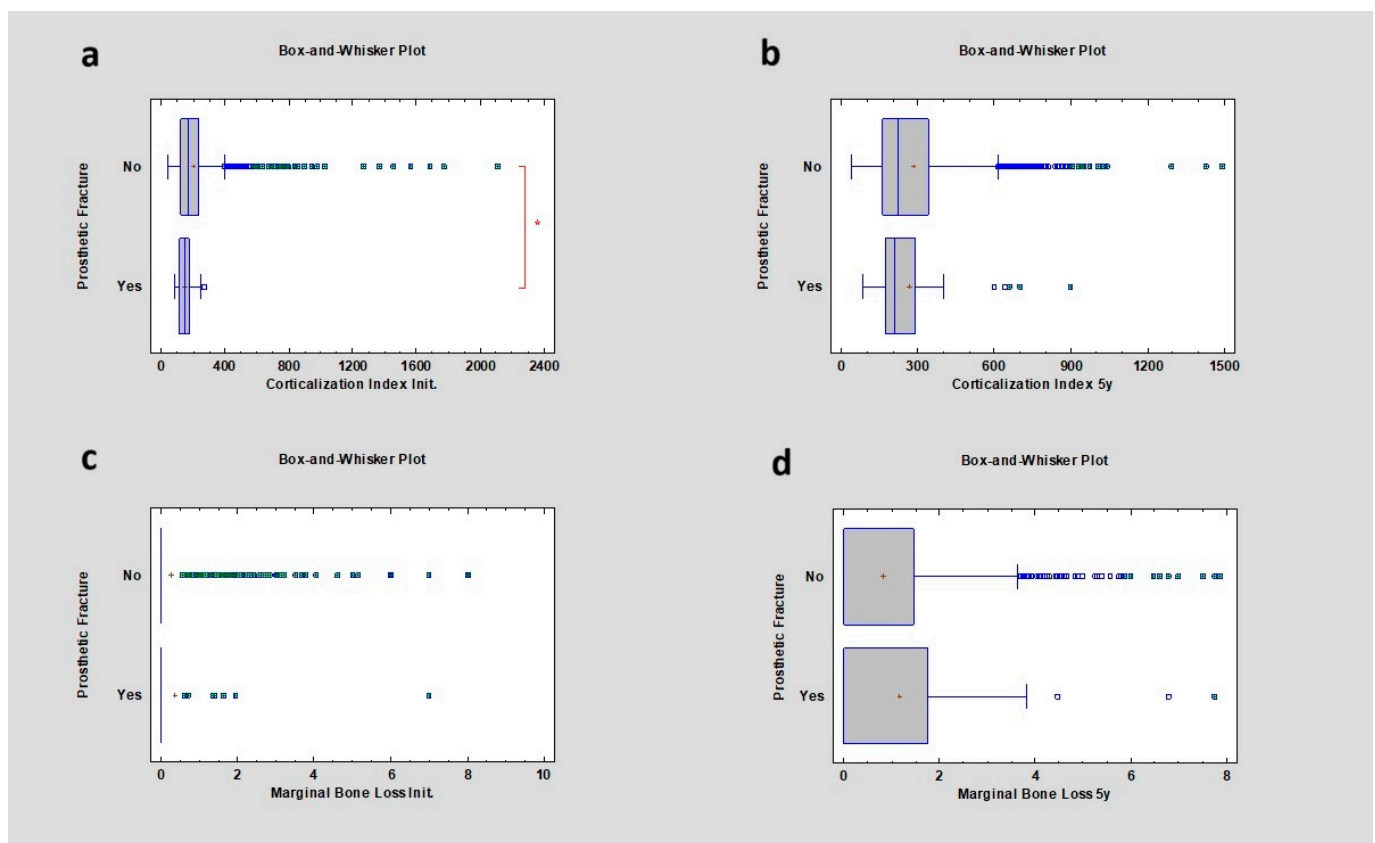 a
Box-and-Whisker Plot
Prosthetic Fracture
No
Yes
*
0 400 800 1200 1600 2000 2400
Corticalization Index Init.
b
Box-and-Whisker Plot
Prosthetic Fracture
No
Yes
0 300 600 900 1200 1500
Corticalization Index 5y
c
Box-and-Whisker Plot
Prosthetic Fracture
No
Yes
0 2 4 6 8 10
Marginal Bone Loss Init.
d
Box-and-Whisker Plot
Prosthetic Fracture
No
Yes
0 2 4 6 8
Marginal Bone Loss 5y